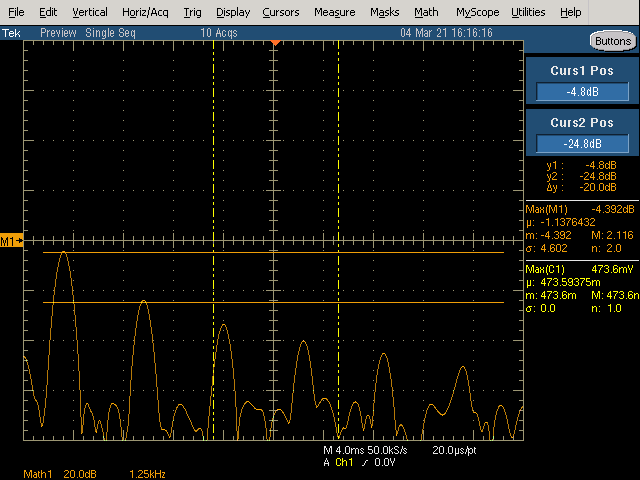 File Edit Vertical Horiz/Acq Trig Display Cursors Measure Masks Math MyScope Utilities Help
Tek Preview Single Seq 10 Acqs 04 Mar 21 16:16:16
Buttons
Curs1 Pos
-4.8dB
Curs2 Pos
-24.8dB
y1 : -4.8dB
y2 : -24.8dB
Δy : -20.0dB
Max(M1) -4.392dB
μ: -1.1376432
m: -4.392 M: 2.116
σ: 4.602 n: 2.0
M1
Max(C1) 473.6mV
μ: 473.59375m
m: 473.6m M: 473.6n
σ: 0.0 n: 1.0
M 4.0ms 50.0kS/s 20.0μs/pt
A Ch1 / 0.0V
Math1 20.0dB 1.25kHz